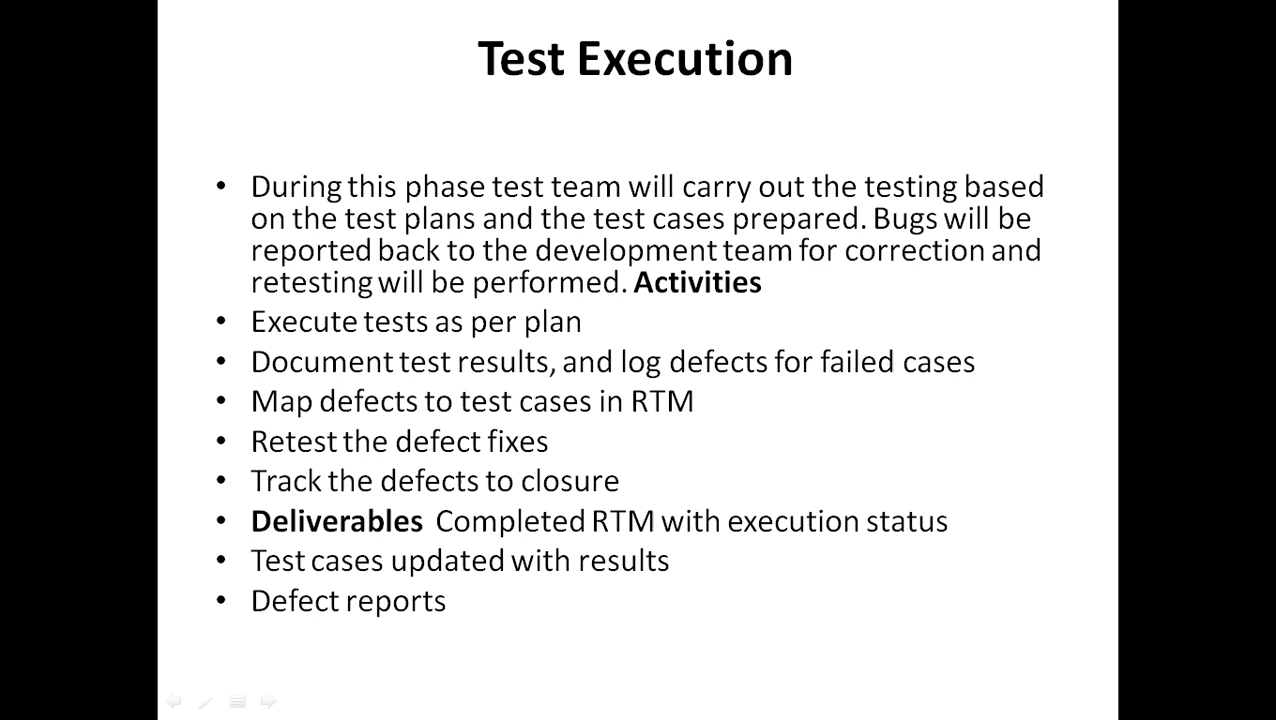 Test Execution
• During this phase test team will carry out the testing based
on the test plans and the test cases prepared. Bugs will be
reported back to the development team for correction and
retesting will be performed. Activities
• Execute tests as per plan
• Document test results, and log defects for failed cases
• Map defects to test cases in RTM
• Retest the defect fixes
• Track the defects to closure
• Deliverables Completed RTM with execution status
• Test cases updated with results
• Defect reports